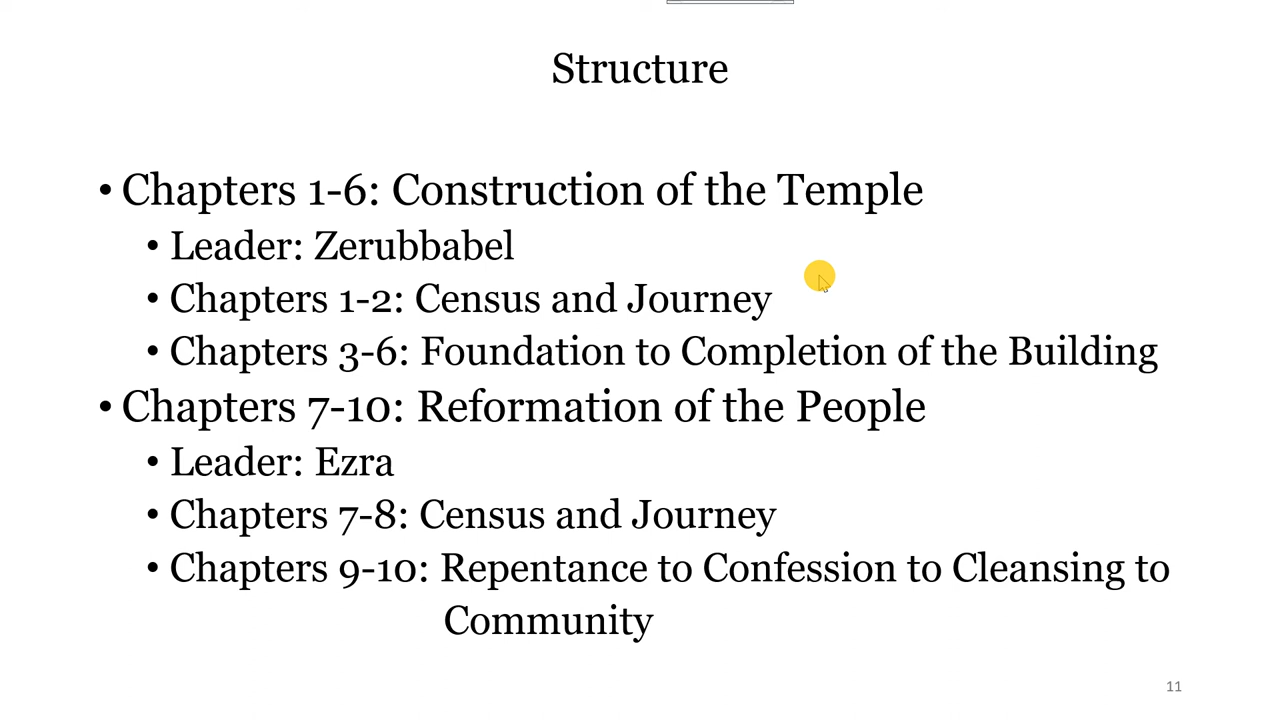 Structure
• Chapters 1-6: Construction of the Temple
• Leader: Zerubbabel
• Chapters 1-2: Census and Journey
• Chapters 3-6: Foundation to Completion of the Building
• Chapters 7-10: Reformation of the People
• Leader: Ezra
• Chapters 7-8: Census and Journey
• Chapters 9-10: Repentance to Confession to Cleansing to
Community
11